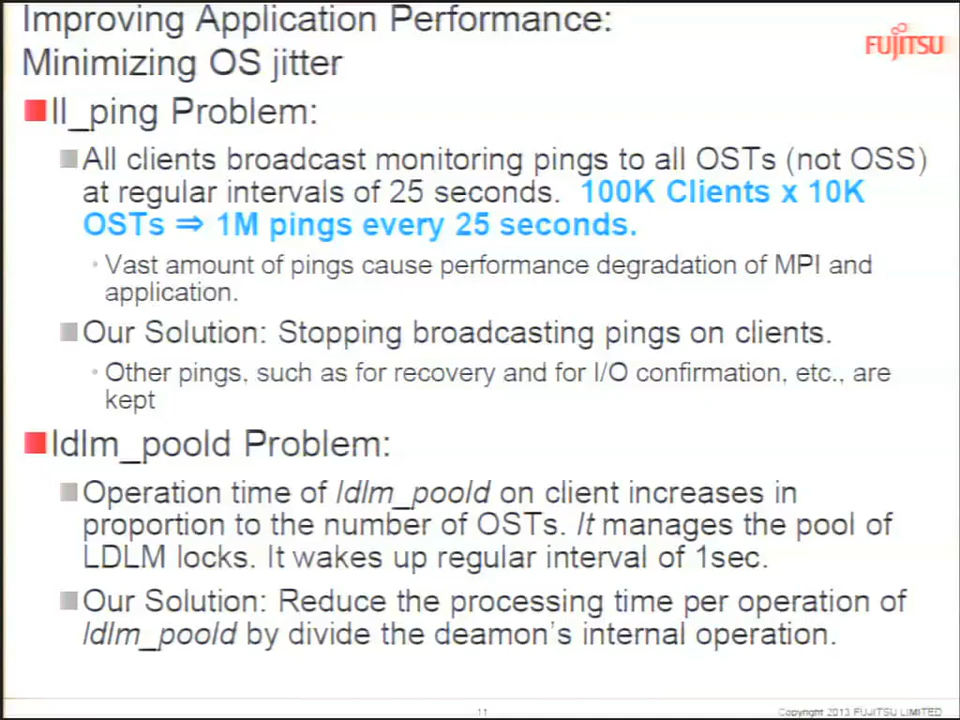 Improving Application Performance:
Minimizing OS jitter
FUJITSU
ll_ping Problem:
All clients broadcast monitoring pings to all OSTs (not OSS)
at regular intervals of 25 seconds. 100K Clients x 10K
OSTs ⇒ 1M pings every 25 seconds.
Vast amount of pings cause performance degradation of MPI and
application.
Our Solution: Stopping broadcasting pings on clients.
Other pings, such as for recovery and for I/O confirmation, etc., are
kept
ldlm_poold Problem:
Operation time of ldlm_poold on client increases in
proportion to the number of OSTs. It manages the pool of
LDLM locks. It wakes up regular interval of 1sec.
Our Solution: Reduce the processing time per operation of
ldlm_poold by divide the deamon's internal operation.
11
Copyright 2013 FUJITSU LIMITED